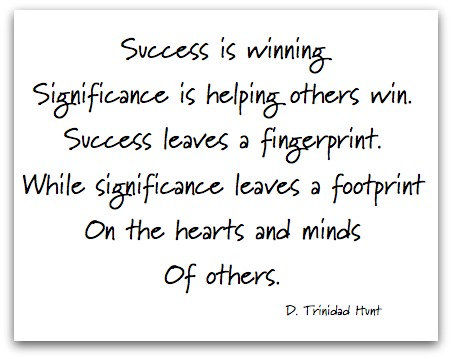 Success is winning
Significance is helping others win.
Success leaves a fingerprint.
While significance leaves a footprint
On the hearts and minds
Of others.
D. Trinidad Hunt